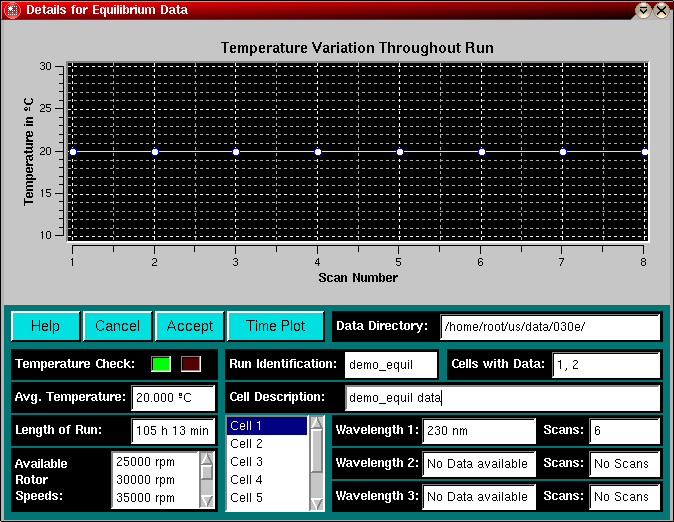 Details for Equilibrium Data
Temperature Variation Throughout Run
Temperature in ºC
30
25
20
15
10
1 2 3 4 5 6 7 8
Scan Number
Help Cancel Accept Time Plot Data Directory: /home/root/us/data/030e/
Temperature Check: Run Identification: demo_equil Cells with Data: 1, 2
Avg. Temperature: 20.000 ºC Cell Description: demo_equil data
Length of Run: 105 h 13 min Cell 1 Wavelength 1: 230 nm Scans: 6
Cell 2
Available Rotor Speeds: 25000 rpm Cell 3 Wavelength 2: No Data available Scans: No Scans
30000 rpm Cell 4
35000 rpm Cell 5 Wavelength 3: No Data available Scans: No Scans